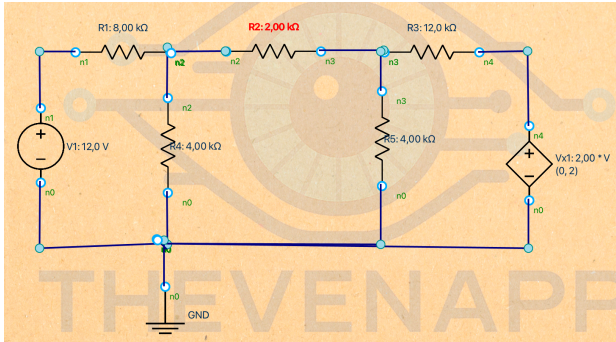 R1: 8,00 kΩ
R2: 2,00 kΩ
R3: 12,0 kΩ
n1
n2
n2
n3
n3
n4
n1
n2
n3
n4
V1: 12,0 V
R4: 4,00 kΩ
R5: 4,00 kΩ
Vx1: 2,00 * V
(0, 2)
n0
n0
n0
n0
n0
GND
THEVENAPP